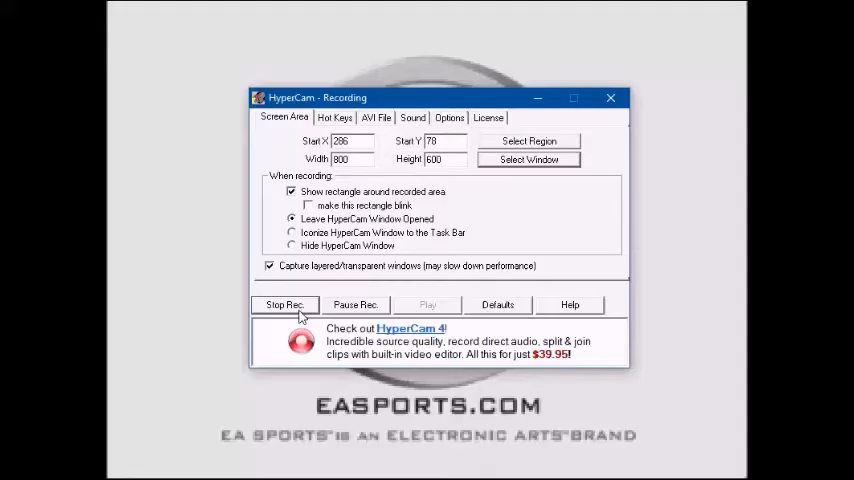 HyperCam - Recording
Screen Area Hot Keys AVI File Sound Options License
Start X 286 Start Y 78 Select Region
Width 800 Height 600 Select Window
When recording:
Show rectangle around recorded area
make this rectangle blink
Leave HyperCam Window Opened
Iconize HyperCam Window to the Task Bar
Hide HyperCam Window
Capture layered/transparent windows (may slow down performance)
Stop Rec. Pause Rec. Play Defaults Help
Check out HyperCam 4!
Incredible source quality, record direct audio, split & join
clips with built-in video editor. All this for just $39.95!
EASPORTS.COM
EA SPORTS™ IS AN ELECTRONIC ARTS™ BRAND